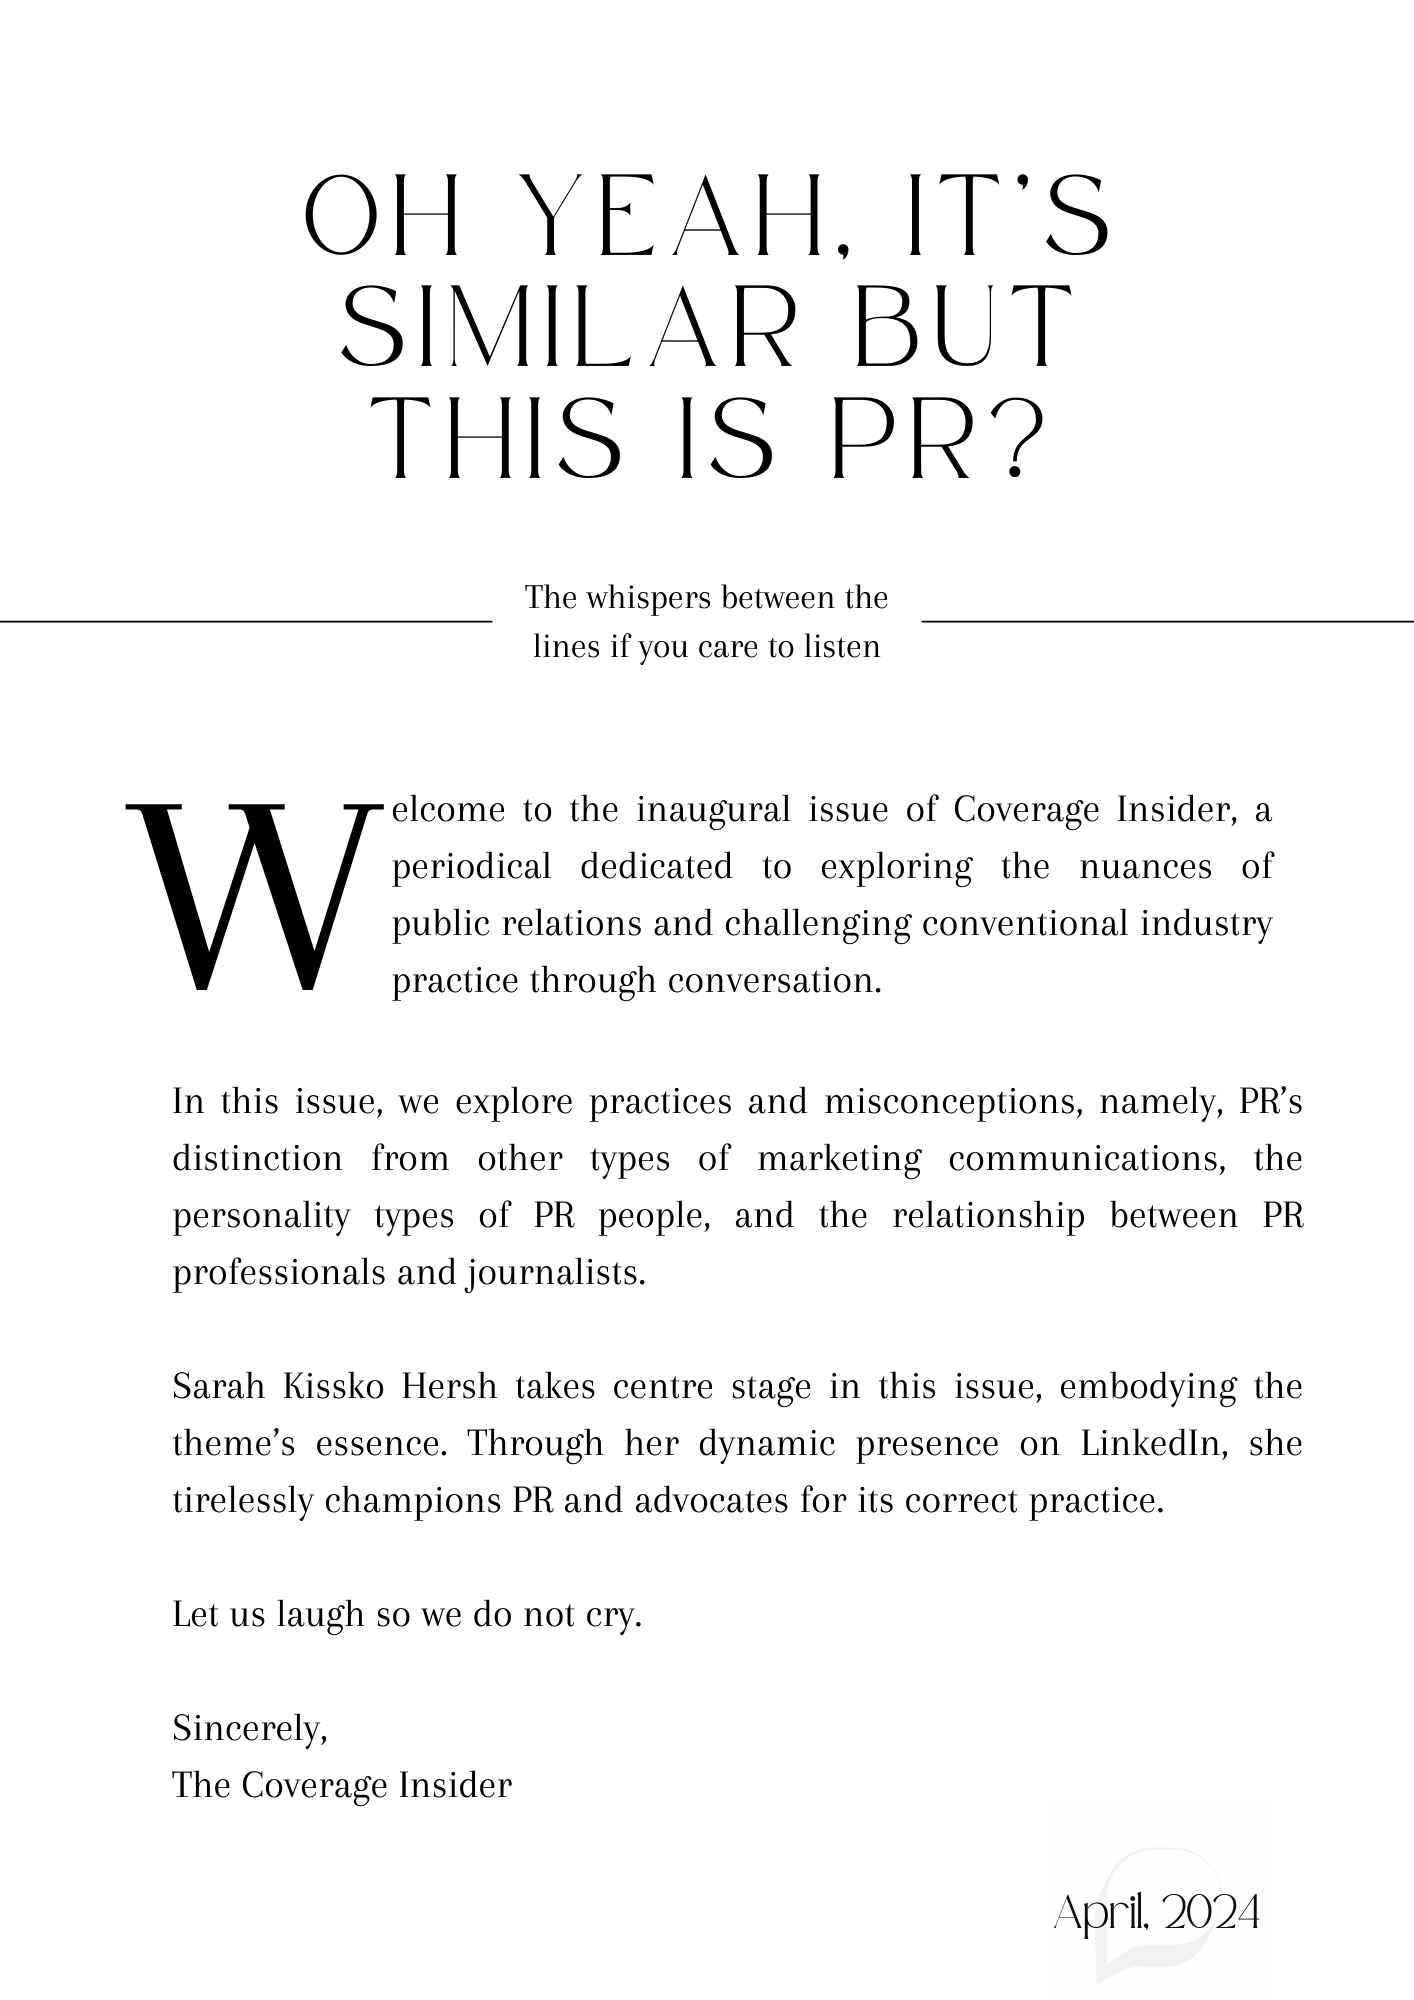 OH YEAH, IT’S
SIMILAR BUT
THIS IS PR?
The whispers between the
lines if you care to listen
Welcome to the inaugural issue of Coverage Insider, a
periodical dedicated to exploring the nuances of
public relations and challenging conventional industry
practice through conversation.
In this issue, we explore practices and misconceptions, namely, PR’s
distinction from other types of marketing communications, the
personality types of PR people, and the relationship between PR
professionals and journalists.
Sarah Kissko Hersh takes centre stage in this issue, embodying the
theme’s essence. Through her dynamic presence on LinkedIn, she
tirelessly champions PR and advocates for its correct practice.
Let us laugh so we do not cry.
Sincerely,
The Coverage Insider
April, 2024